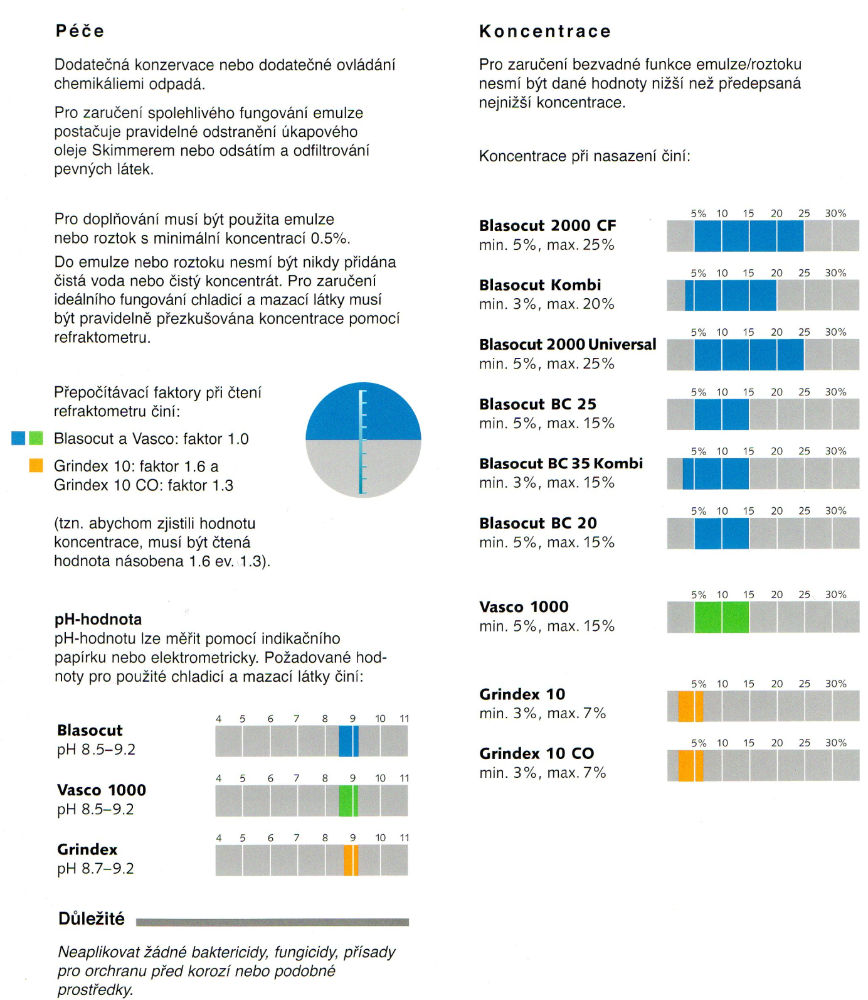 Péče
Dodatečná konzervace nebo dodatečné ovládání
chemikáliemi odpadá.
Pro zaručení spolehlivého fungování emulze
postačuje pravidelné odstranění úkapového
oleje Skimmerem nebo odsátím a odfiltrování
pevných látek.
Pro doplňování musí být použita emulze
nebo roztok s minimální koncentrací 0.5%.
Do emulze nebo roztoku nesmí být nikdy přidána
čistá voda nebo čistý koncentrát. Pro zaručení
ideálního fungování chladicí a mazací látky musí
být pravidelně přezkušována koncentrace pomocí
refraktometru.
Přepočítávací faktory při čtení
refraktometru činí:
Blasocut a Vasco: faktor 1.0
Grindex 10: faktor 1.6 a
Grindex 10 CO: faktor 1.3
(tzn. abychom zjistili hodnotu
koncentrace, musí být čtená
hodnota násobena 1.6 ev. 1.3).
pH-hodnota
pH-hodnotu lze měřit pomocí indikačního
papírku nebo elektrometricky. Požadované hod-
noty pro použité chladicí a mazací látky činí:
4 5 6 7 8 9 10 11
Blasocut
pH 8.5–9.2
4 5 6 7 8 9 10 11
Vasco 1000
pH 8.5–9.2
4 5 6 7 8 9 10 11
Grindex
pH 8.7–9.2
Důležité
Neaplikovat žádné baktericidy, fungicidy, přísady
pro orchranu před korozí nebo podobné
prostředky.
Koncentrace
Pro zaručení bezvadné funkce emulze/roztoku
nesmí být dané hodnoty nižší než předepsaná
nejnižší koncentrace.
Koncentrace při nasazení činí:
5% 10 15 20 25 30%
Blasocut 2000 CF
min. 5%, max. 25%
5% 10 15 20 25 30%
Blasocut Kombi
min. 3%, max. 20%
5% 10 15 20 25 30%
Blasocut 2000 Universal
min. 5%, max. 25%
5% 10 15 20 25 30%
Blasocut BC 25
min. 5%, max. 15%
5% 10 15 20 25 30%
Blasocut BC 35 Kombi
min. 3%, max. 15%
5% 10 15 20 25 30%
Blasocut BC 20
min. 5%, max. 15%
5% 10 15 20 25 30%
Vasco 1000
min. 5%, max. 15%
5% 10 15 20 25 30%
Grindex 10
min. 3%, max. 7%
5% 10 15 20 25 30%
Grindex 10 CO
min. 3%, max. 7%